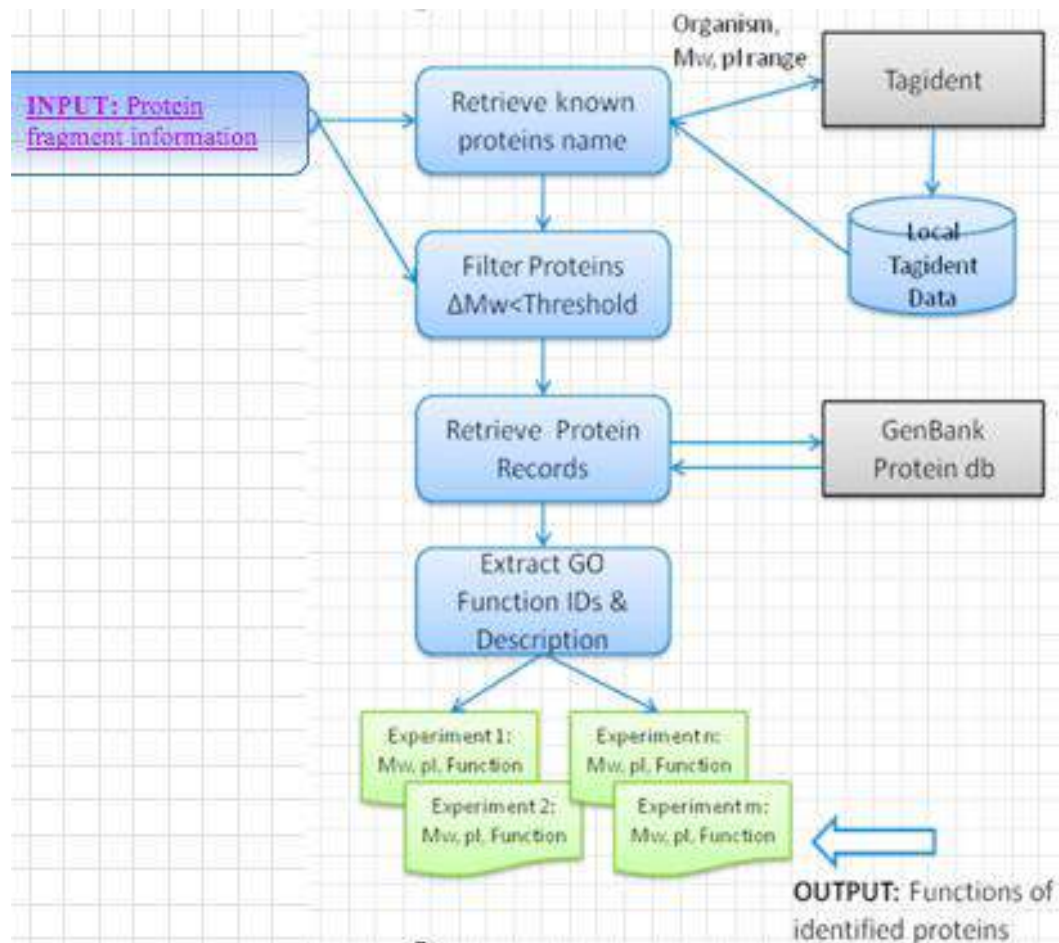 Organism,
Mw, pI range
Tagident
INPUT: Protein
fragment information
Retrieve known
proteins name
Local
Tagident
Data
Filter Proteins
ΔMw<Threshold
Retrieve Protein
Records
GenBank
Protein db
Extract GO
Function IDs &
Description
Experiment 1:
Mw, pI, Function
Experiment n:
Mw, pI, Function
Experiment 2:
Mw, pI, Function
Experiment m:
Mw, pI, Function
OUTPUT: Functions of
identified proteins